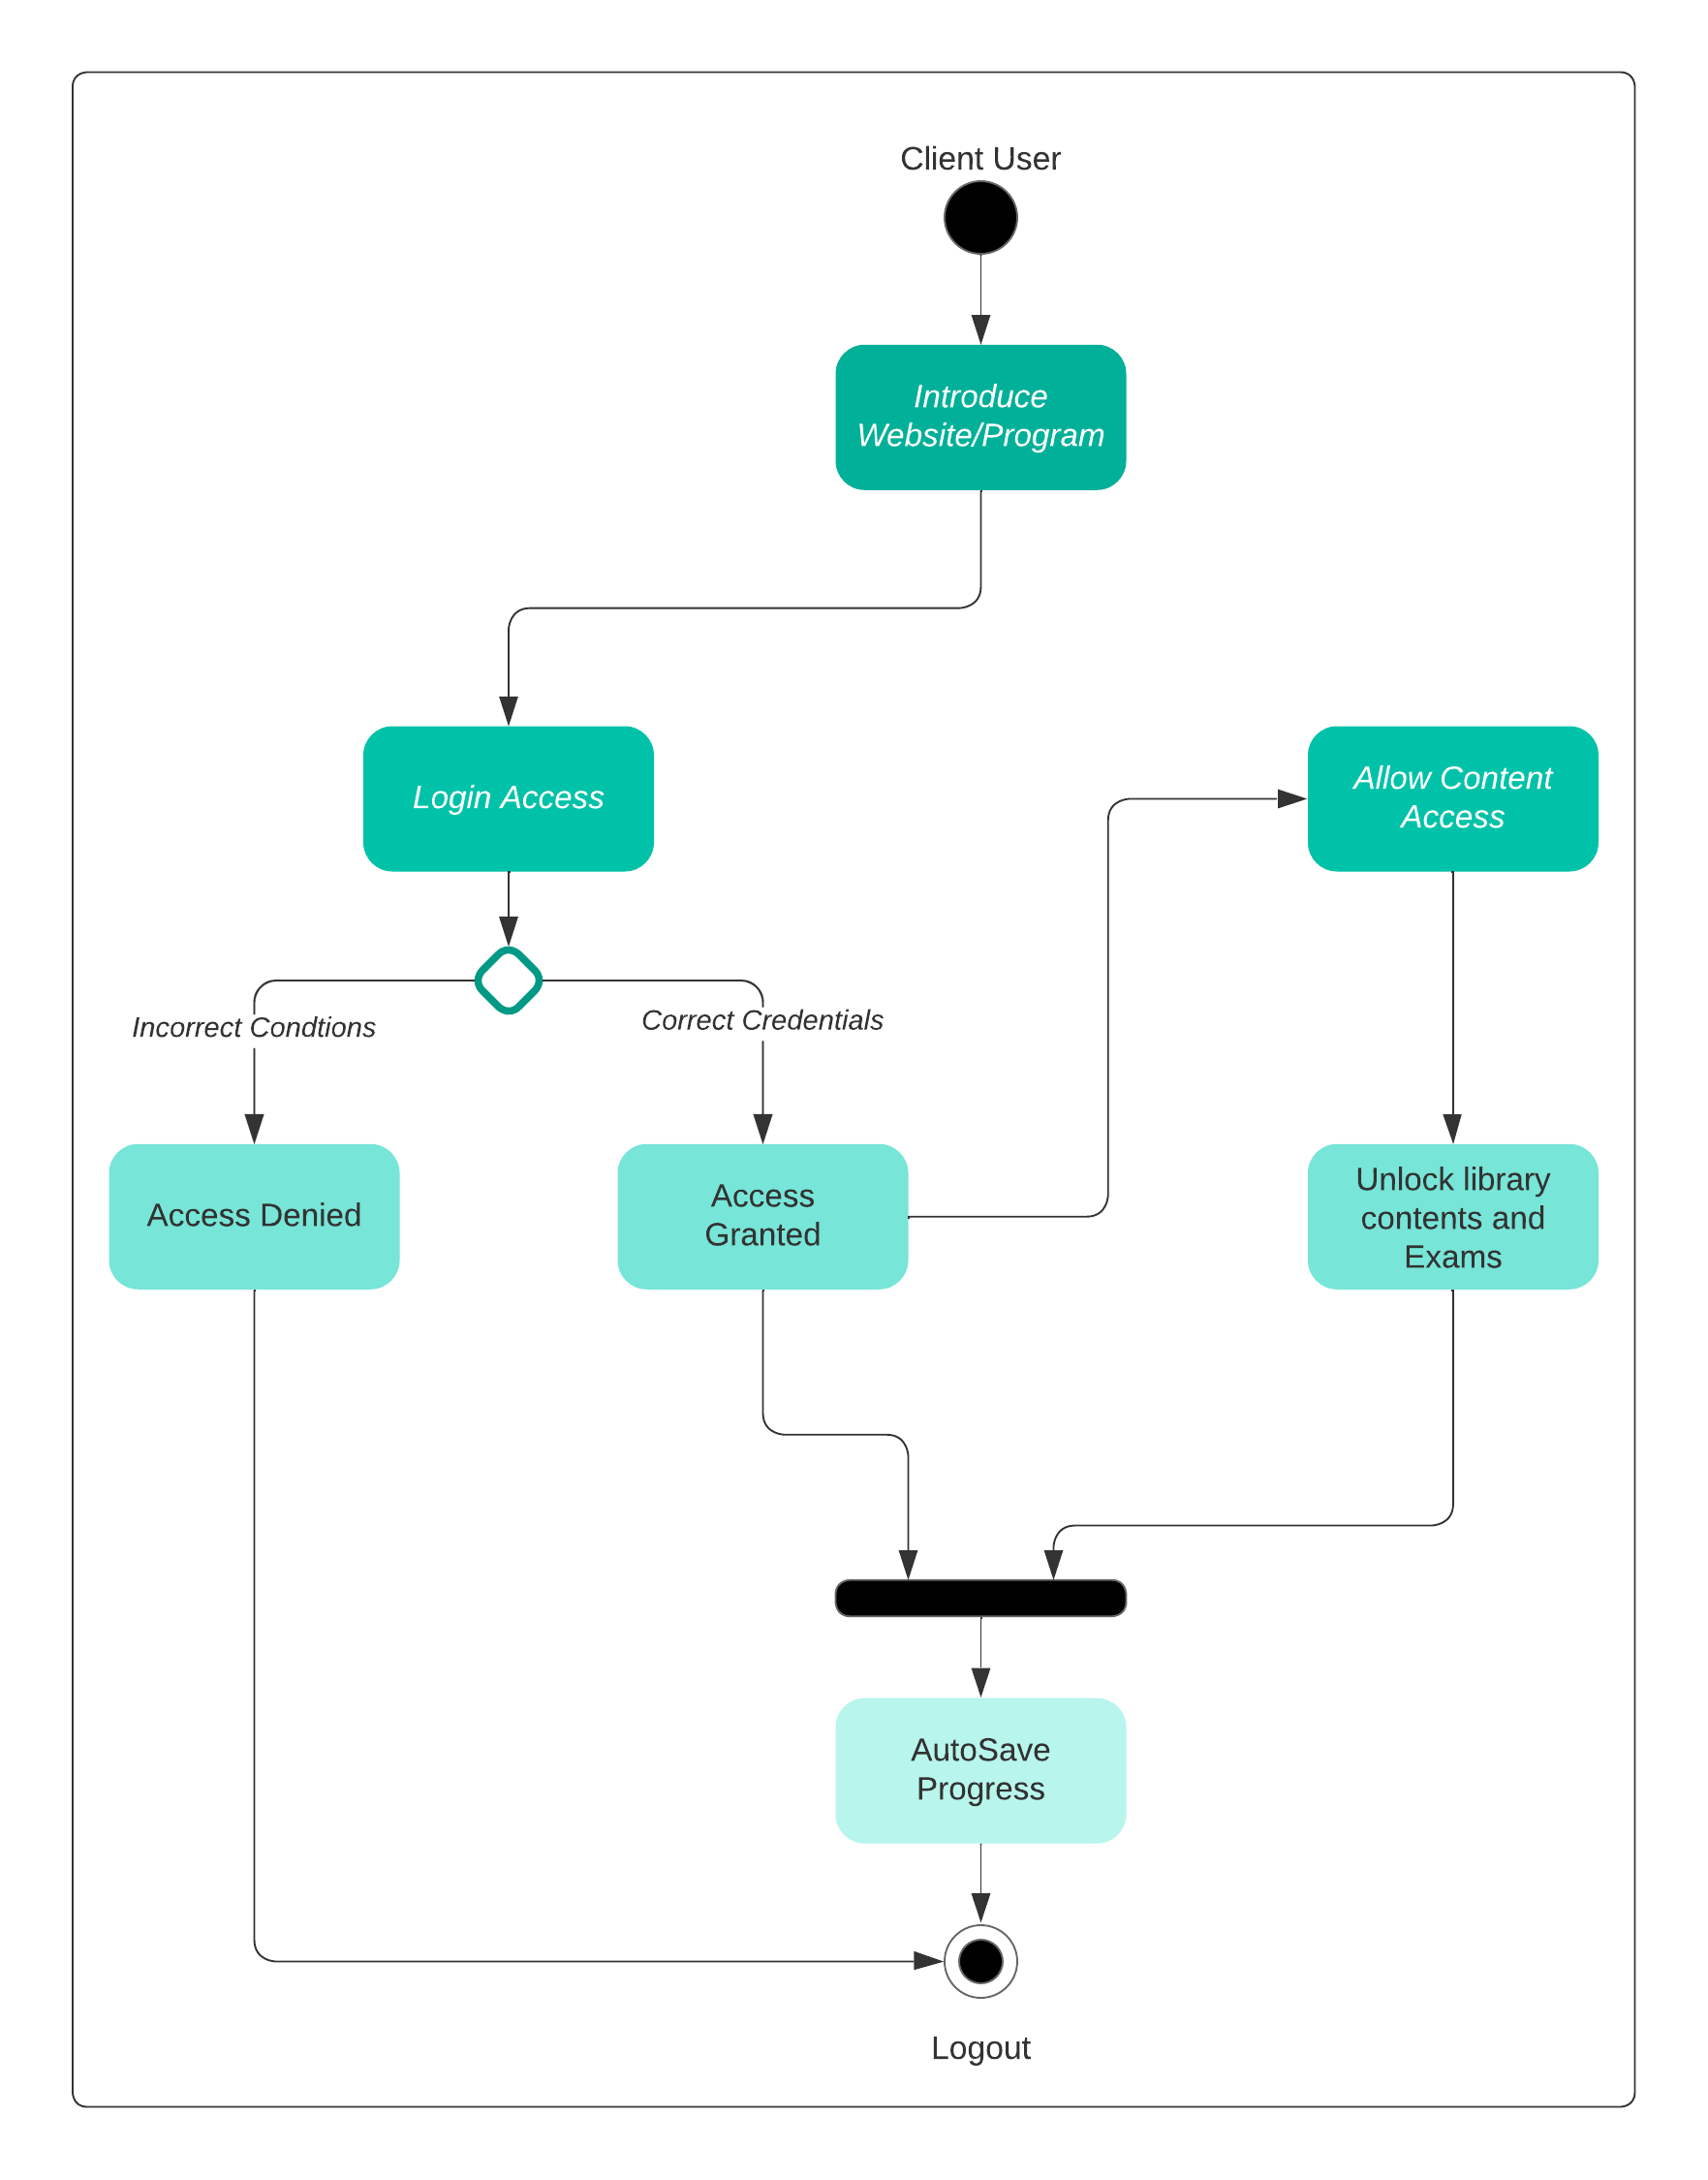 Client User
Introduce
Website/Program
Login Access
Allow Content
Access
Incorrect Condtions
Correct Credentials
Access Denied
Access
Granted
Unlock library
contents and
Exams
AutoSave
Progress
Logout